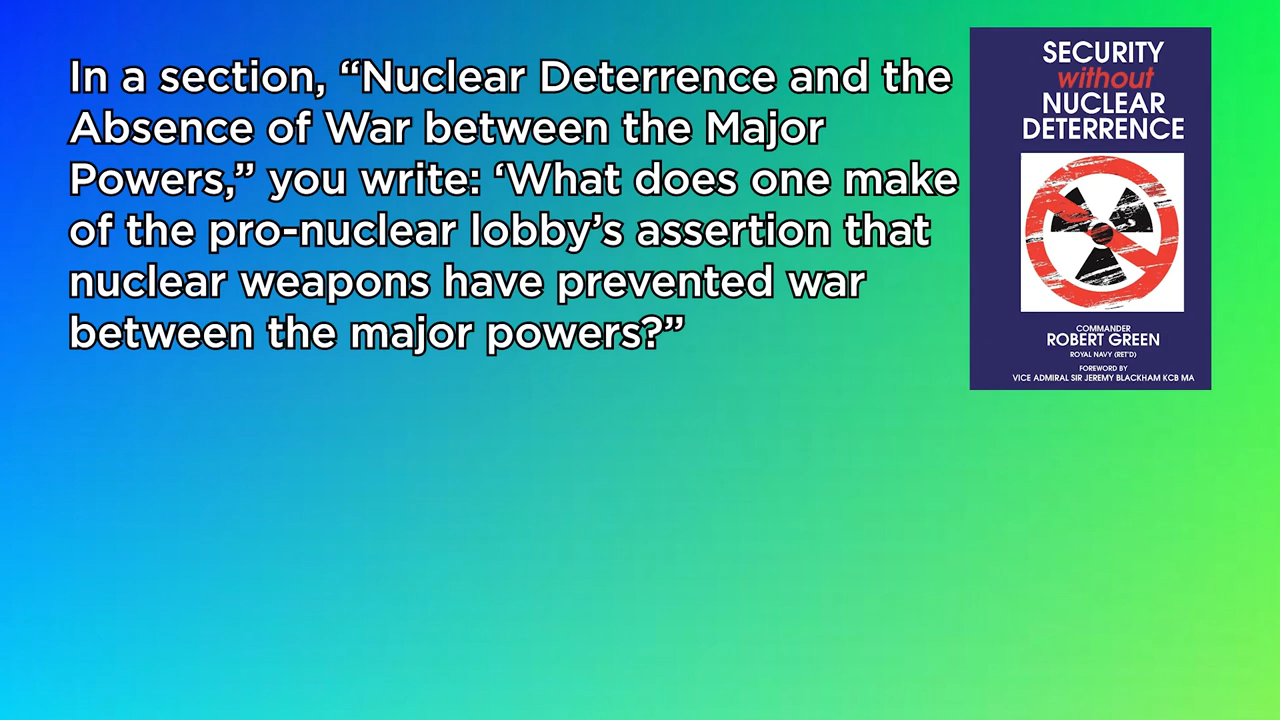 In a section, “Nuclear Deterrence and the
Absence of War between the Major
Powers,” you write: ‘What does one make
of the pro-nuclear lobby’s assertion that
nuclear weapons have prevented war
between the major powers?”
SECURITY
without
NUCLEAR
DETERRENCE
COMMANDER
ROBERT GREEN
ROYAL NAVY (RET'D)
FOREWORD BY
VICE ADMIRAL SIR JEREMY BLACKHAM KCB MA